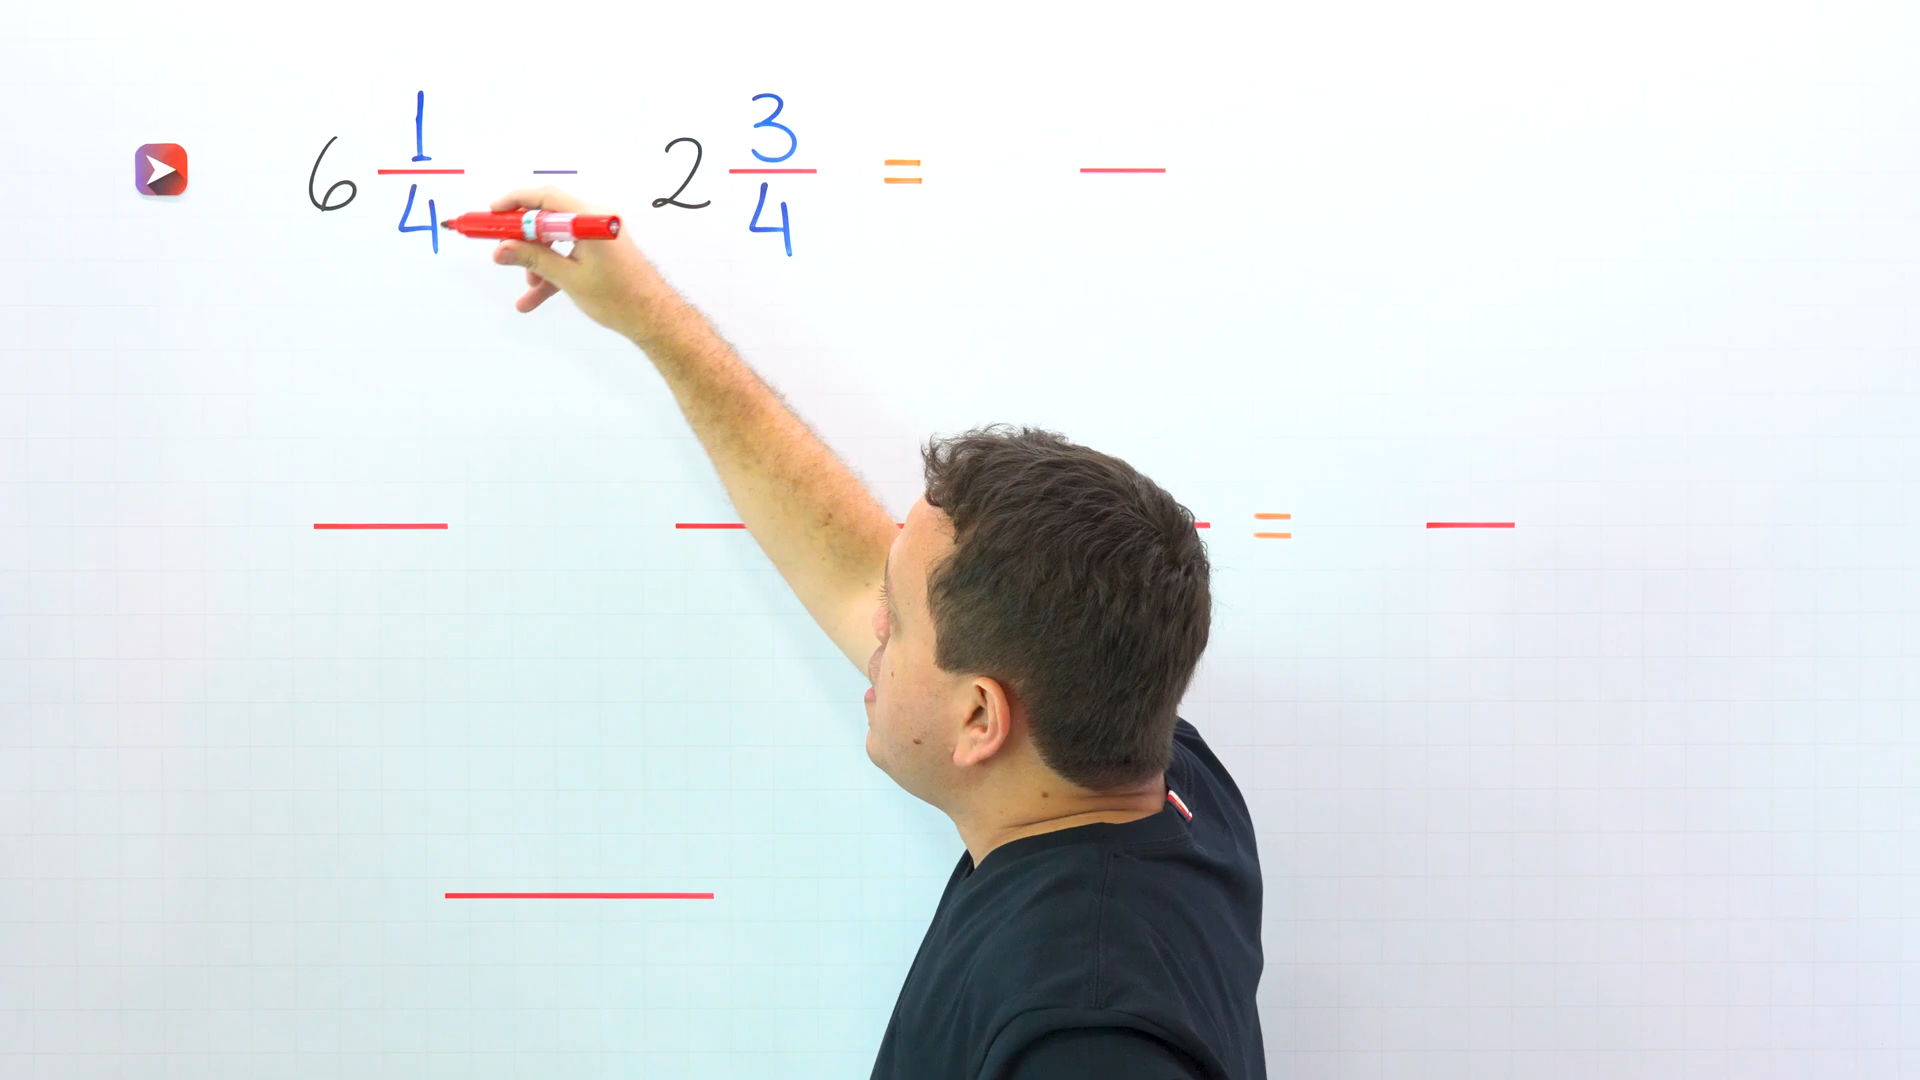 6 1/4 − 2 3/4 =
=